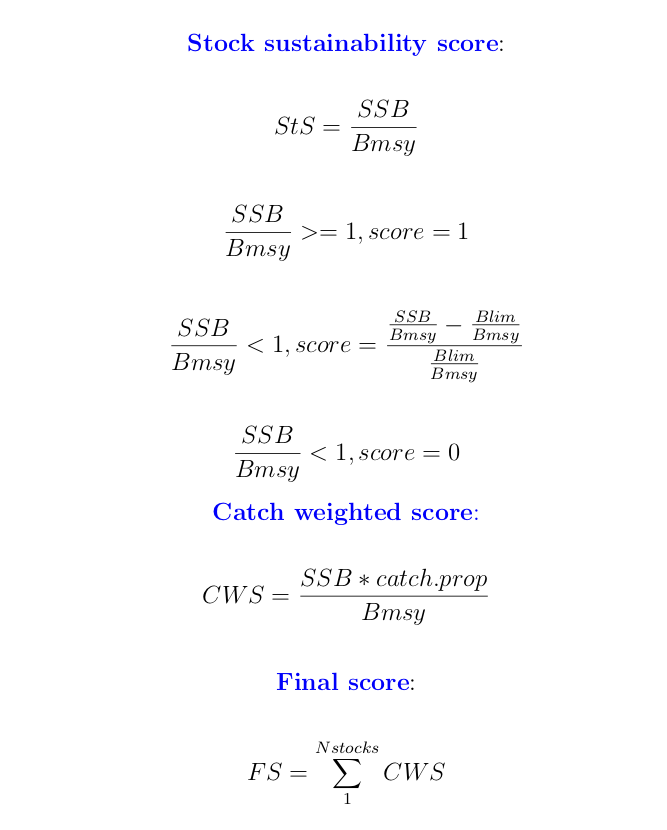 Stock sustainability score:
StS = \frac{SSB}{Bmsy}
\frac{SSB}{Bmsy} >= 1, score = 1
\frac{SSB}{Bmsy} < 1, score = \frac{\frac{SSB}{Bmsy} - \frac{Blim}{Bmsy}}{\frac{Blim}{Bmsy}}
\frac{SSB}{Bmsy} < 1, score = 0
Catch weighted score:
CWS = \frac{SSB * catch.prop}{Bmsy}
Final score:
FS = \sum_{1}^{Nstocks} CWS